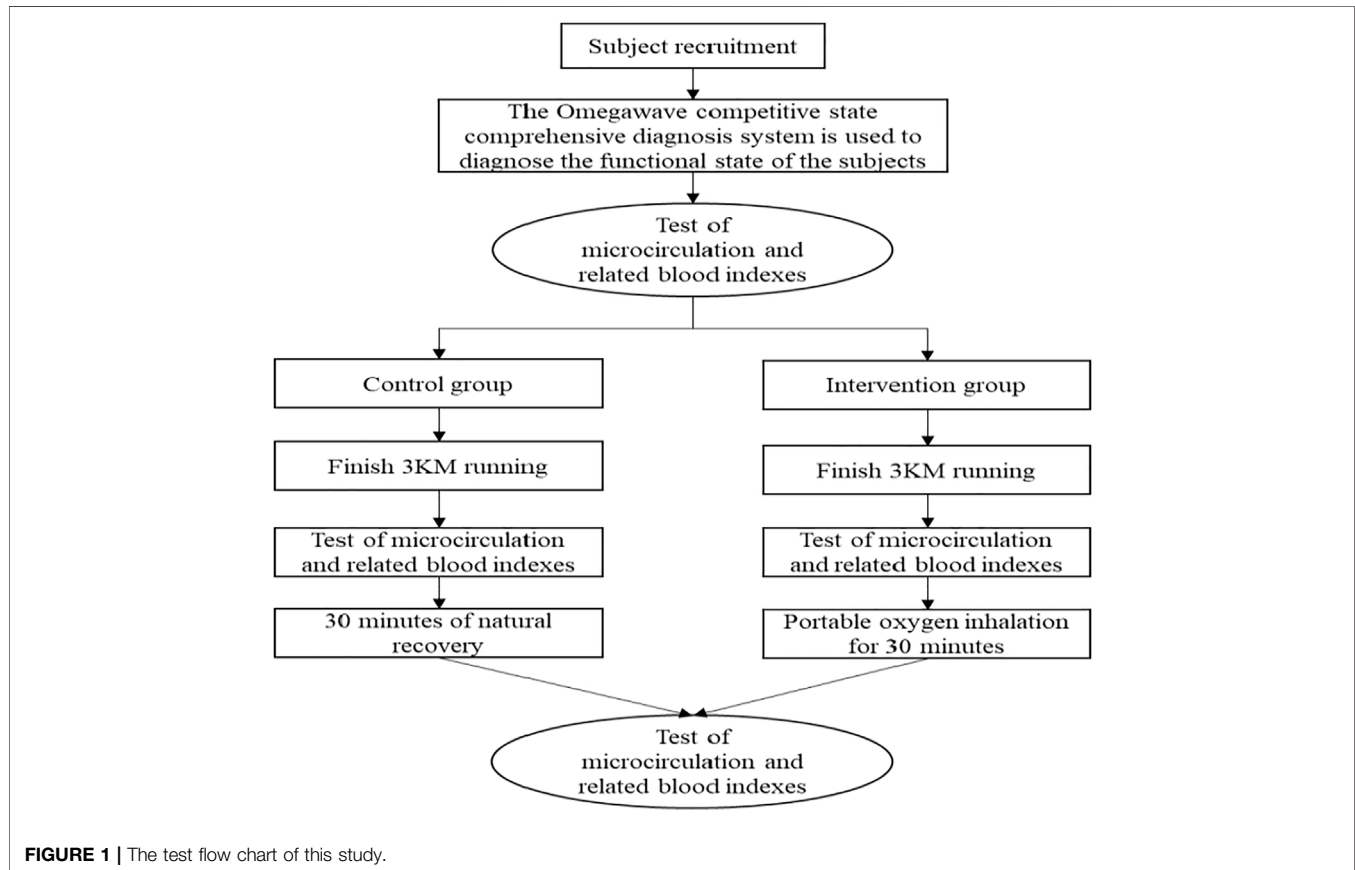 Subject recruitment
The Omegawave competitive state
comprehensive diagnosis system is used to
diagnose the functional state of the subjects
Test of
microcirculation and
related blood indexes
Control group
Intervention group
Finish 3KM running
Finish 3KM running
Test of microcirculation
and related blood indexes
Test of microcirculation
and related blood indexes
30 minutes of natural
recovery
Portable oxygen inhalation
for 30 minutes
Test of
microcirculation and
related blood indexes
FIGURE 1 | The test flow chart of this study.